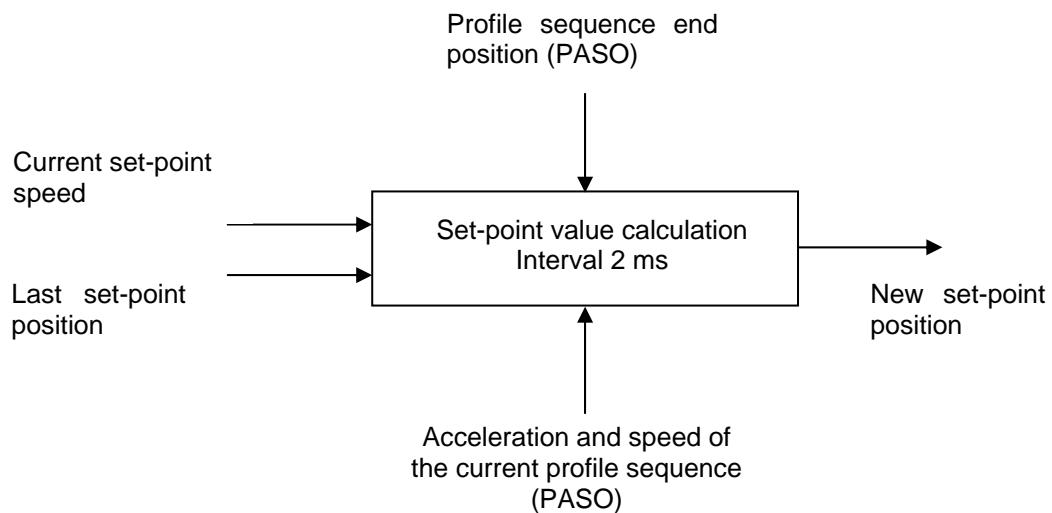 Profile sequence end
position (PASO)
Current set-point
speed
Set-point value calculation
Interval 2 ms
Last set-point
position
New set-point
position
Acceleration and speed of
the current profile sequence
(PASO)